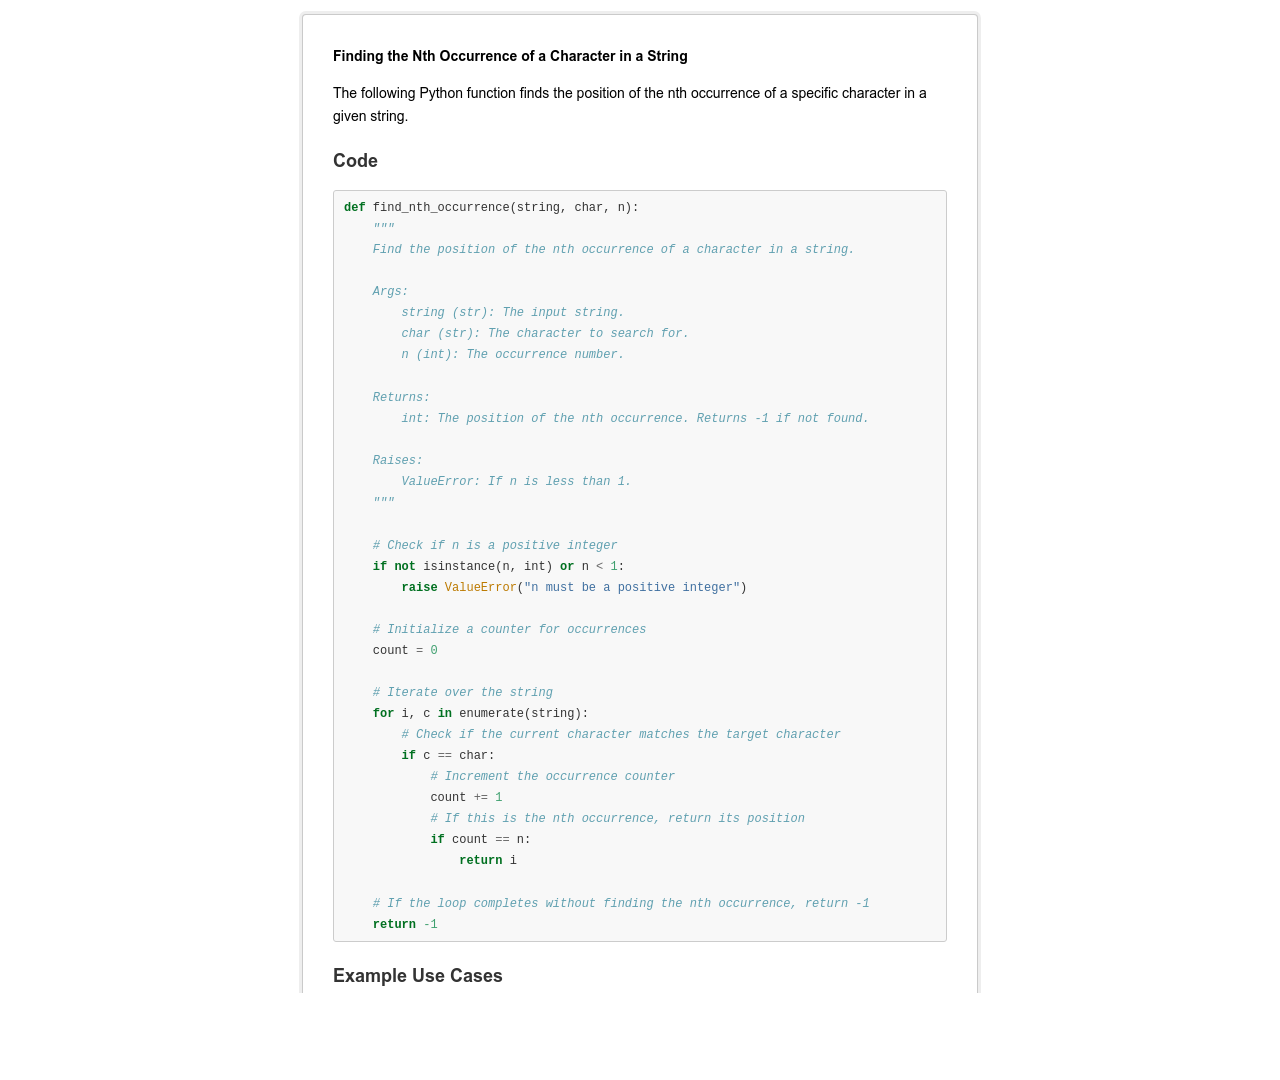 Finding the Nth Occurrence of a Character in a String
The following Python function finds the position of the nth occurrence of a specific character in a
given string.
Code
def find_nth_occurrence(string, char, n):
    """
    Find the position of the nth occurrence of a character in a string.

    Args:
        string (str): The input string.
        char (str): The character to search for.
        n (int): The occurrence number.

    Returns:
        int: The position of the nth occurrence. Returns -1 if not found.

    Raises:
        ValueError: If n is less than 1.
    """

    # Check if n is a positive integer
    if not isinstance(n, int) or n < 1:
        raise ValueError("n must be a positive integer")

    # Initialize a counter for occurrences
    count = 0

    # Iterate over the string
    for i, c in enumerate(string):
        # Check if the current character matches the target character
        if c == char:
            # Increment the occurrence counter
            count += 1
            # If this is the nth occurrence, return its position
            if count == n:
                return i

    # If the loop completes without finding the nth occurrence, return -1
    return -1
Example Use Cases